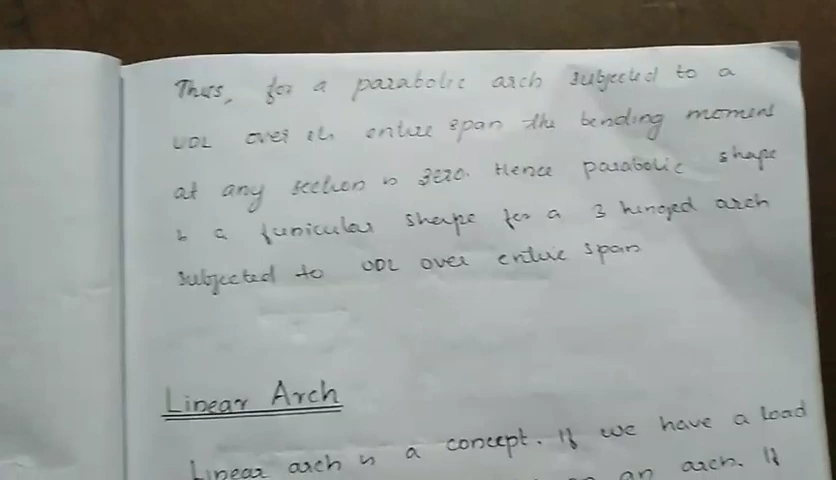 Thus, for a parabolic arch subjected to a
UDL over its entire span the bending moment
at any section is zero. Hence parabolic shape
is a funicular shape for a 3 hinged arch
subjected to UDL over entire span
Linear Arch
Linear arch is a concept. If we have a load
an arch. If